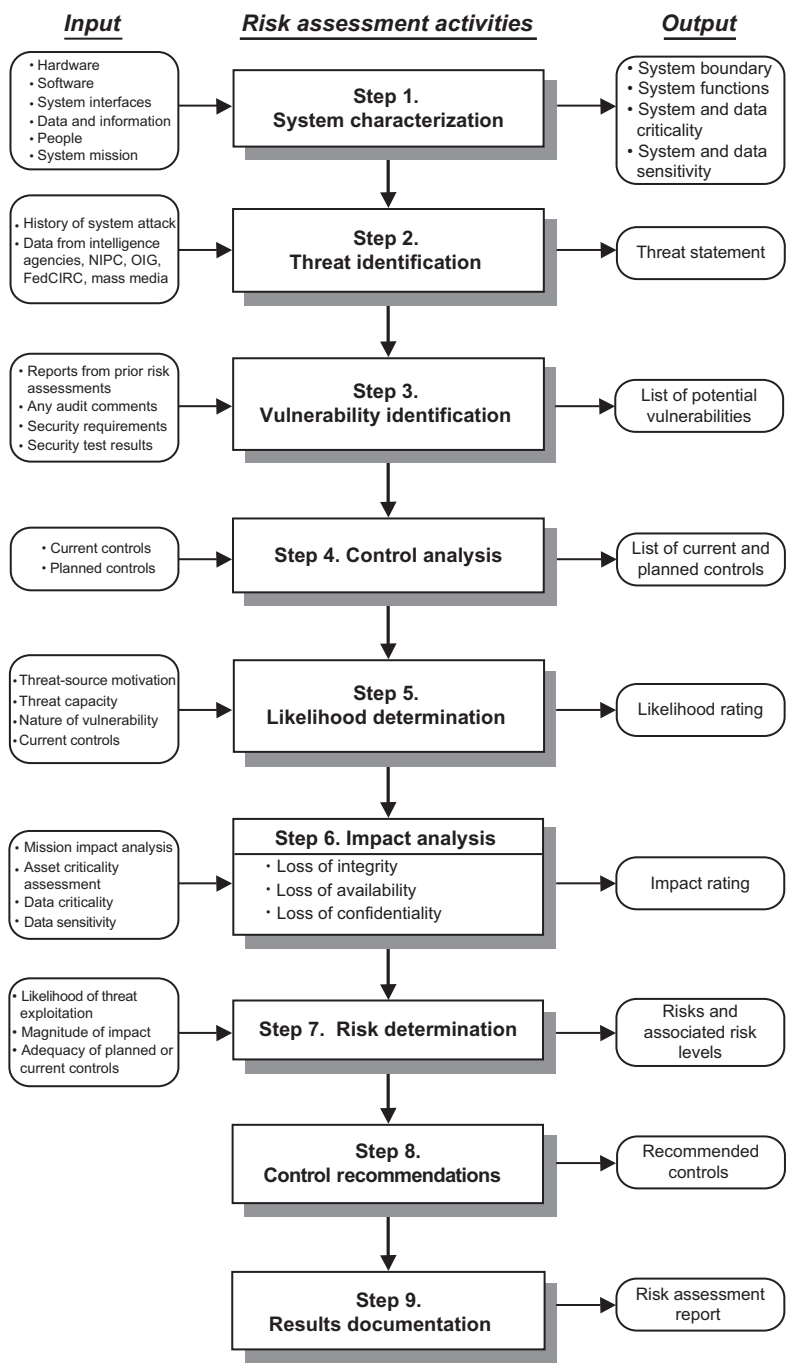 Input
Risk assessment activities
Output
• Hardware
• Software
• System interfaces
• Data and information
• People
• System mission
Step 1.
System characterization
• System boundary
• System functions
• System and data
criticality
• System and data
sensitivity
• History of system attack
• Data from intelligence
agencies, NIPC, OIG,
FedCIRC, mass media
Step 2.
Threat identification
Threat statement
• Reports from prior risk
assessments
• Any audit comments
• Security requirements
• Security test results
Step 3.
Vulnerability identification
List of potential
vulnerabilities
• Current controls
• Planned controls
Step 4. Control analysis
List of current and
planned controls
• Threat-source motivation
• Threat capacity
• Nature of vulnerability
• Current controls
Step 5.
Likelihood determination
Likelihood rating
• Mission impact analysis
• Asset criticality
assessment
• Data criticality
• Data sensitivity
Step 6. Impact analysis
· Loss of integrity
· Loss of availability
· Loss of confidentiality
Impact rating
• Likelihood of threat
exploitation
• Magnitude of impact
• Adequacy of planned or
current controls
Step 7. Risk determination
Risks and
associated risk
levels
Step 8.
Control recommendations
Recommended
controls
Step 9.
Results documentation
Risk assessment
report